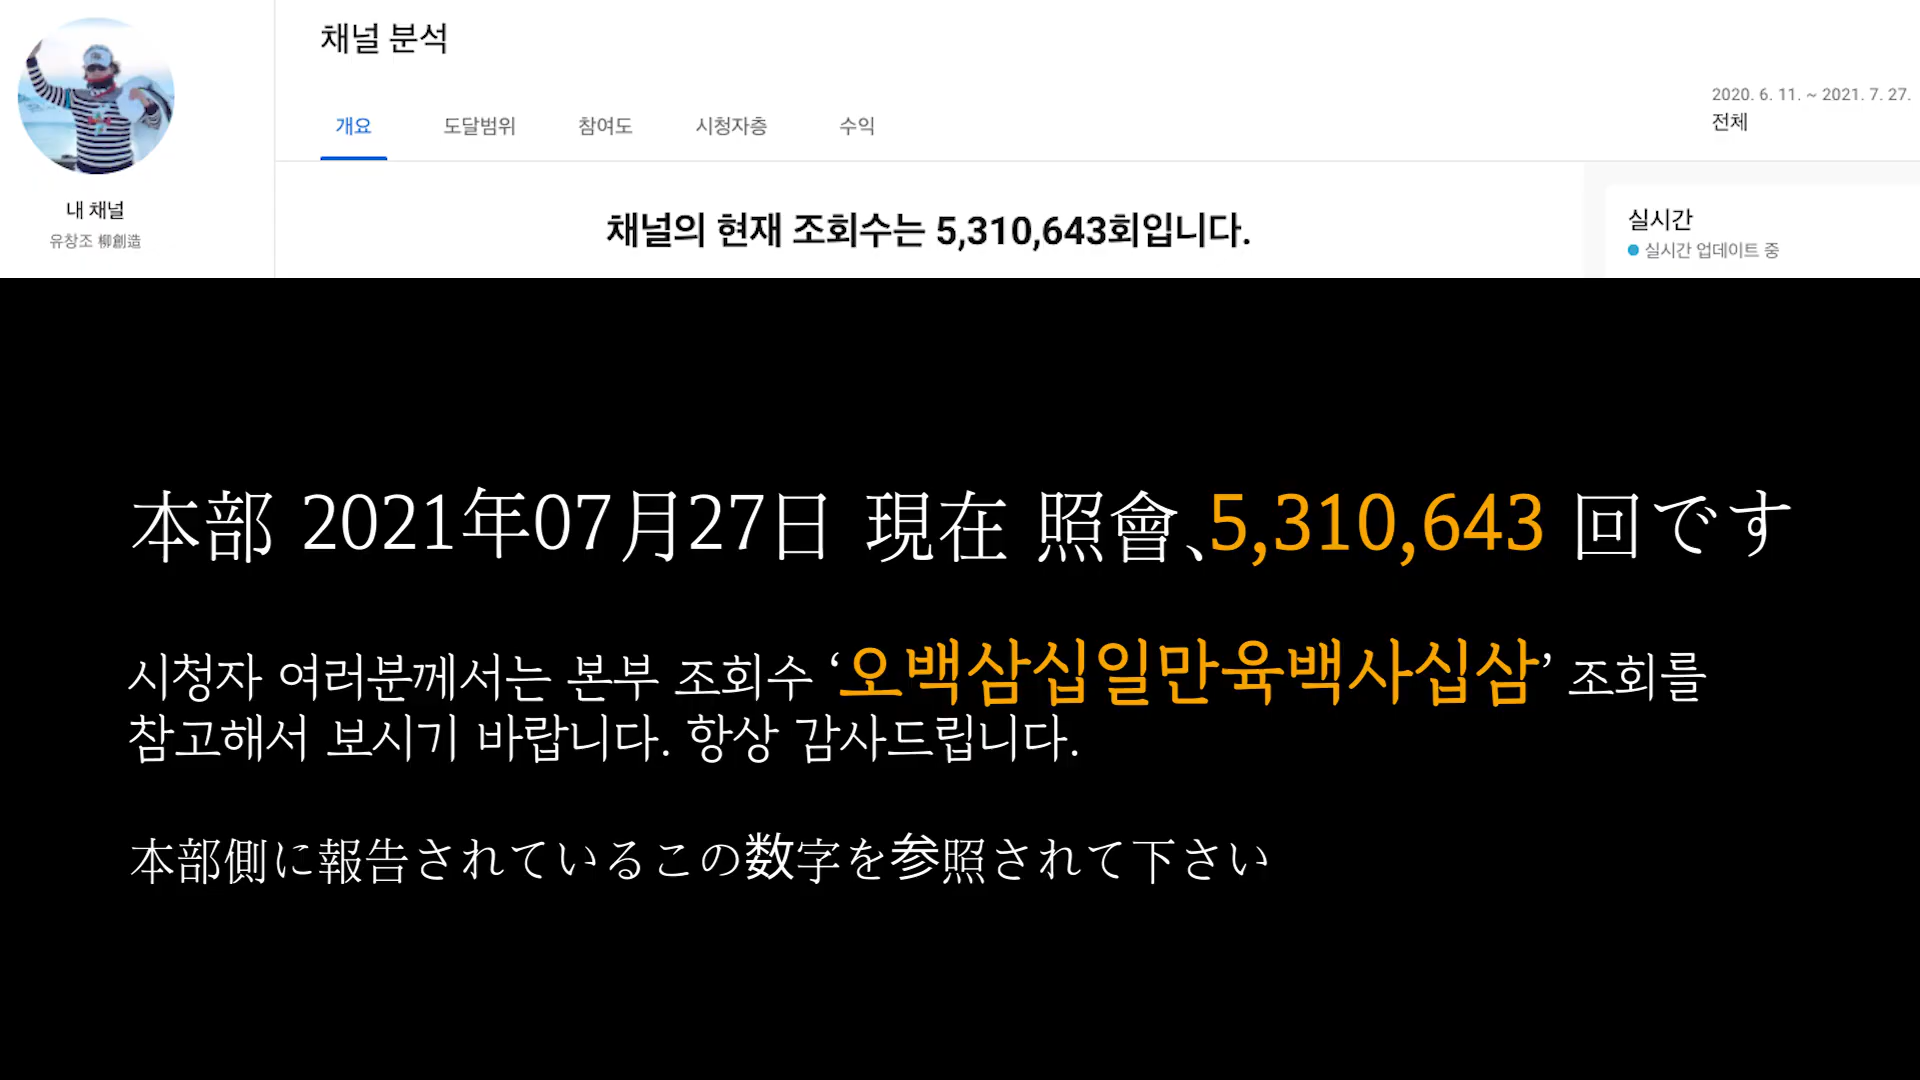 채널 분석
2020. 6. 11. ~ 2021. 7. 27.
전체
개요 도달범위 참여도 시청자층 수익
내 채널
유창조 柳創造
채널의 현재 조회수는 5,310,643회입니다.
실시간
실시간 업데이트 중
本部 2021年07月27日 現在 照會、5,310,643 回です
시청자 여러분께서는 본부 조회수 ‘오백삼십일만육백사십삼’ 조회를
참고해서 보시기 바랍니다. 항상 감사드립니다.
本部側に報告されているこの数字を参照されて下さい